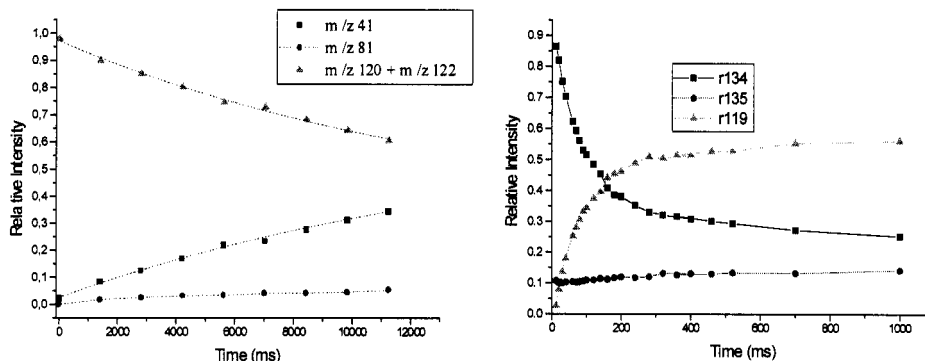 Relative Intensity
1,0
0,9
0,8
0,7
0,6
0,5
0,4
0,3
0,2
0,1
0,0
m/z 41
m/z 81
m/z 120 + m/z 122
0 2000 4000 6000 8000 10000 12000
Time (ms)
Relative Intensity
0.9
0.8
0.7
0.6
0.5
0.4
0.3
0.2
0.1
0.0
r134
r135
r119
0 200 400 600 800 1000
Time (ms)